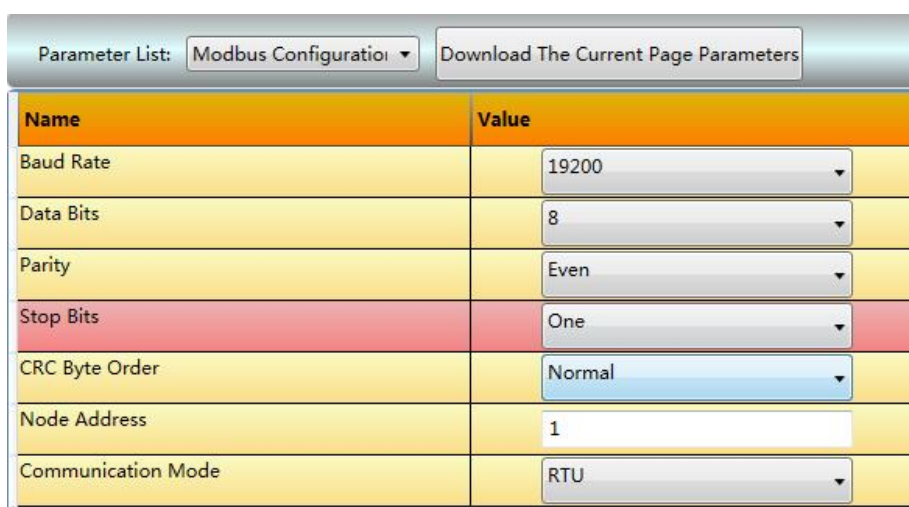 Parameter List: Modbus Configuration Download The Current Page Parameters
Name Value
Baud Rate 19200
Data Bits 8
Parity Even
Stop Bits One
CRC Byte Order Normal
Node Address 1
Communication Mode RTU